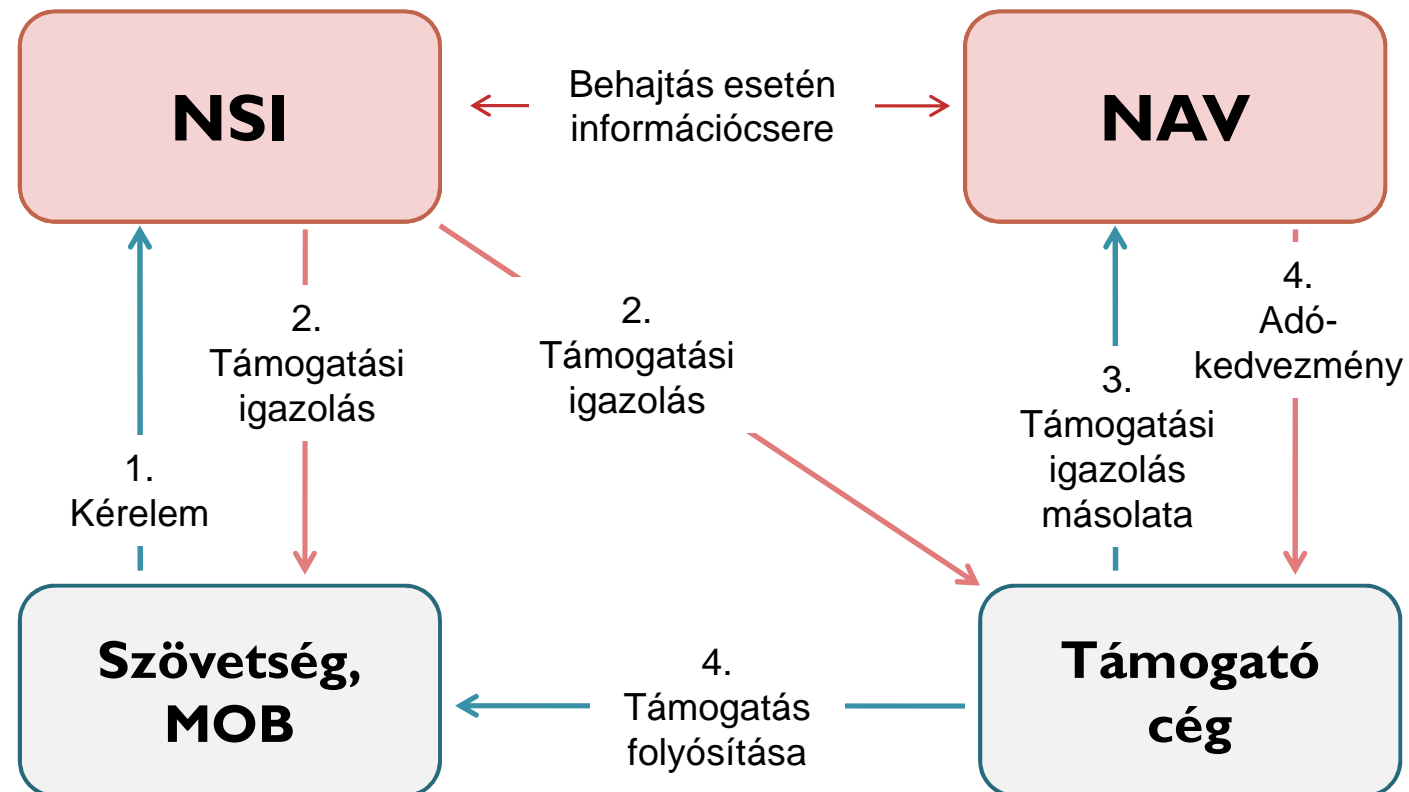 NSI
Behajtás esetén
információcsere
NAV
2.
Támogatási
igazolás
2.
Támogatási
igazolás
4.
Adó-
kedvezmény
3.
Támogatási
igazolás
másolata
1.
Kérelem
Szövetség,
MOB
4.
Támogatás
folyósítása
Támogató
cég